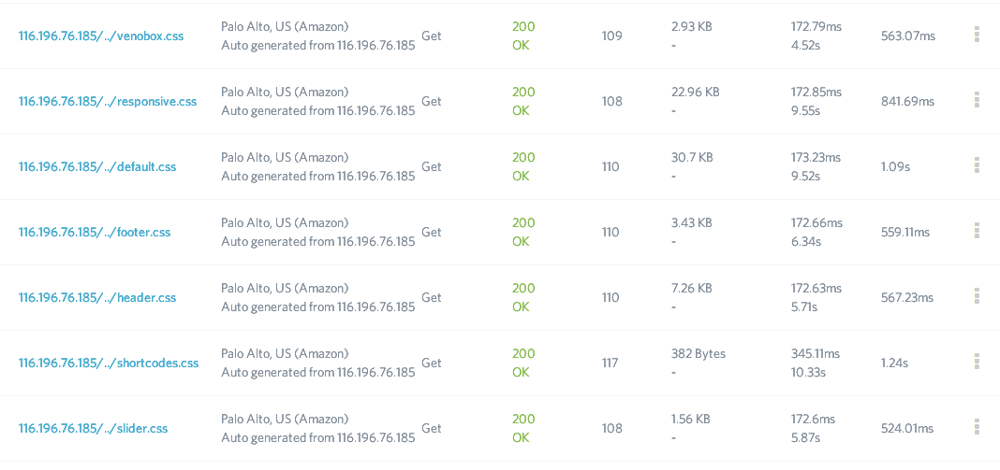 116.196.76.185/../venobox.css Palo Alto, US (Amazon) Auto generated from 116.196.76.185 Get 200 OK 109 2.93 KB - 172.79ms 4.52s 563.07ms
116.196.76.185/../responsive.css Palo Alto, US (Amazon) Auto generated from 116.196.76.185 Get 200 OK 108 22.96 KB - 172.85ms 9.55s 841.69ms
116.196.76.185/../default.css Palo Alto, US (Amazon) Auto generated from 116.196.76.185 Get 200 OK 110 30.7 KB - 173.23ms 9.52s 1.09s
116.196.76.185/../footer.css Palo Alto, US (Amazon) Auto generated from 116.196.76.185 Get 200 OK 110 3.43 KB - 172.66ms 6.34s 559.11ms
116.196.76.185/../header.css Palo Alto, US (Amazon) Auto generated from 116.196.76.185 Get 200 OK 110 7.26 KB - 172.63ms 5.71s 567.23ms
116.196.76.185/../shortcodes.css Palo Alto, US (Amazon) Auto generated from 116.196.76.185 Get 200 OK 117 382 Bytes - 345.11ms 10.33s 1.24s
116.196.76.185/../slider.css Palo Alto, US (Amazon) Auto generated from 116.196.76.185 Get 200 OK 108 1.56 KB - 172.6ms 5.87s 524.01ms